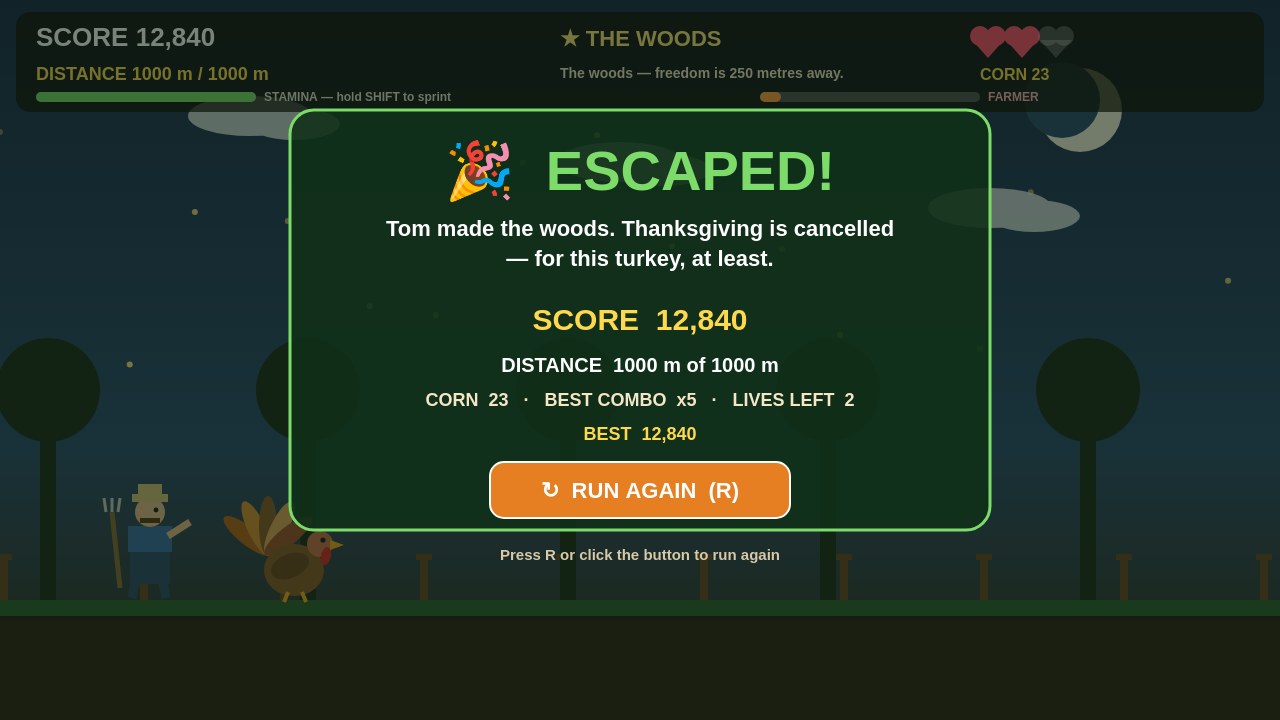 SCORE 12,840
★ THE WOODS
DISTANCE 1000 m / 1000 m
The woods — freedom is 250 metres away.
CORN 23
STAMINA — hold SHIFT to sprint
FARMER
🎉 ESCAPED!
Tom made the woods. Thanksgiving is cancelled
— for this turkey, at least.
SCORE 12,840
DISTANCE 1000 m of 1000 m
CORN 23 · BEST COMBO x5 · LIVES LEFT 2
BEST 12,840
↻ RUN AGAIN (R)
Press R or click the button to run again